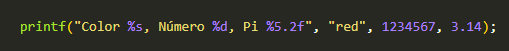 printf("Color %s, Número %d, Pi %5.2f", "red", 1234567, 3.14);